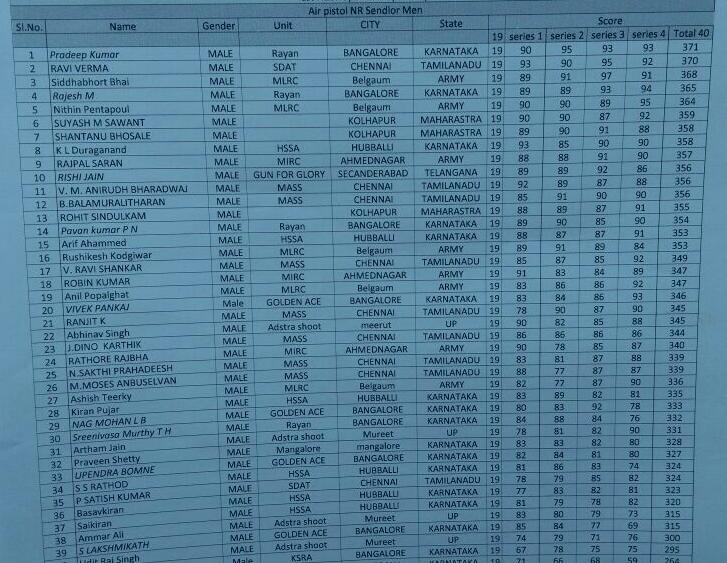 Air pistol NR Sendior Men
Sl.No. Name Gender Unit CITY State Score
19 series 1 series 2 series 3 series 4 Total 40
1 Pradeep Kumar MALE Rayan BANGALORE KARNATAKA 19 90 95 93 93 371
2 RAVI VERMA MALE SDAT CHENNAI TAMILANADU 19 93 90 95 92 370
3 Siddhabhort Bhai MALE MLRC Belgaum ARMY 19 89 91 97 91 368
4 Rajesh M MALE Rayan BANGALORE KARNATAKA 19 89 89 93 94 365
5 Nithin Pentapoul MALE MLRC Belgaum ARMY 19 90 90 89 95 364
6 SUYASH M SAWANT MALE KOLHAPUR MAHARASTRA 19 90 90 87 92 359
7 SHANTANU BHOSALE MALE KOLHAPUR MAHARASTRA 19 89 90 91 88 358
8 K L Duraganand MALE HSSA HUBBALLI KARNATAKA 19 93 85 90 90 358
9 RAJPAL SARAN MALE MIRC AHMEDNAGAR ARMY 19 88 88 91 90 357
10 RISHI JAIN MALE GUN FOR GLORY SECANDERABAD TELANGANA 19 89 89 92 86 356
11 V. M. ANIRUDH BHARADWAJ MALE MASS CHENNAI TAMILANADU 19 92 89 87 88 356
12 B.BALAMURALITHARAN MALE MASS CHENNAI TAMILANADU 19 85 91 90 90 356
13 ROHIT SINDULKAM MALE KOLHAPUR MAHARASTRA 19 88 89 87 91 355
14 Pavan kumar P N MALE Rayan BANGALORE KARNATAKA 19 89 90 85 90 354
15 Arif Ahammed MALE HSSA HUBBALLI KARNATAKA 19 88 87 87 91 353
16 Rushikesh Kodgiwar MALE MLRC Belgaum ARMY 19 89 91 89 84 353
17 V. RAVI SHANKAR MALE MASS CHENNAI TAMILANADU 19 85 87 85 92 349
18 ROBIN KUMAR MALE MIRC AHMEDNAGAR ARMY 19 91 83 84 89 347
19 Anil Popalghat MALE MLRC Belgaum ARMY 19 83 86 86 92 347
20 VIVEK PANKAJ Male GOLDEN ACE BANGALORE KARNATAKA 19 83 84 86 93 346
21 RANJIT K MALE MASS CHENNAI TAMILANADU 19 78 90 87 90 345
22 Abhinav Singh MALE Adstra shoot meerut UP 19 90 82 85 88 345
23 J.DINO KARTHIK MALE MASS CHENNAI TAMILANADU 19 86 86 86 86 344
24 RATHORE RAJBHA MALE MIRC AHMEDNAGAR ARMY 19 90 78 85 87 340
25 N.SAKTHI PRAHADEESH MALE MASS CHENNAI TAMILANADU 19 83 81 87 88 339
26 M.MOSES ANBUSELVAN MALE MASS CHENNAI TAMILANADU 19 88 77 87 87 339
27 Ashish Teerky MALE MLRC Belgaum ARMY 19 82 77 87 90 336
28 Kiran Pujar MALE HSSA HUBBALLI KARNATAKA 19 83 89 82 81 335
29 NAG MOHAN L B MALE GOLDEN ACE BANGALORE KARNATAKA 19 80 83 92 78 333
30 Sreenivasa Murthy T H MALE Rayan BANGALORE KARNATAKA 19 84 88 84 76 332
31 Artham Jain MALE Adstra shoot Mureet UP 19 78 81 82 90 331
32 Praveen Shetty MALE Mangalore mangalore KARNATAKA 19 83 83 82 80 328
33 UPENDRA BOMNE MALE GOLDEN ACE BANGALORE KARNATAKA 19 82 84 81 80 327
34 S S RATHOD MALE HSSA HUBBALLI KARNATAKA 19 81 86 83 74 324
35 P SATISH KUMAR MALE SDAT CHENNAI TAMILANADU 19 78 79 85 82 324
36 Basavkiran MALE HSSA HUBBALLI KARNATAKA 19 77 83 82 81 323
37 Saikiran MALE HSSA HUBBALLI KARNATAKA 19 81 79 78 82 320
38 Ammar Ali MALE Adstra shoot Mureet UP 19 83 80 79 73 315
39 S LAKSHMIKATH MALE GOLDEN ACE BANGALORE KARNATAKA 19 85 84 77 69 315
Udit Raj Singh MALE Adstra shoot Mureet UP 19 74 79 71 76 300
KSRA BANGALORE KARNATAKA 19 67 78 75 75 295
19 71 66 68 59 264